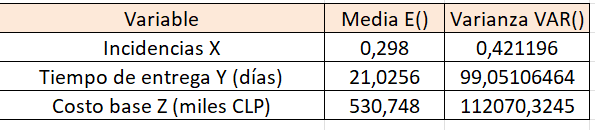 Variable Media E() Varianza VAR()
Incidencias X 0,298 0,421196
Tiempo de entrega Y (días) 21,0256 99,05106464
Costo base Z (miles CLP) 530,748 112070,3245